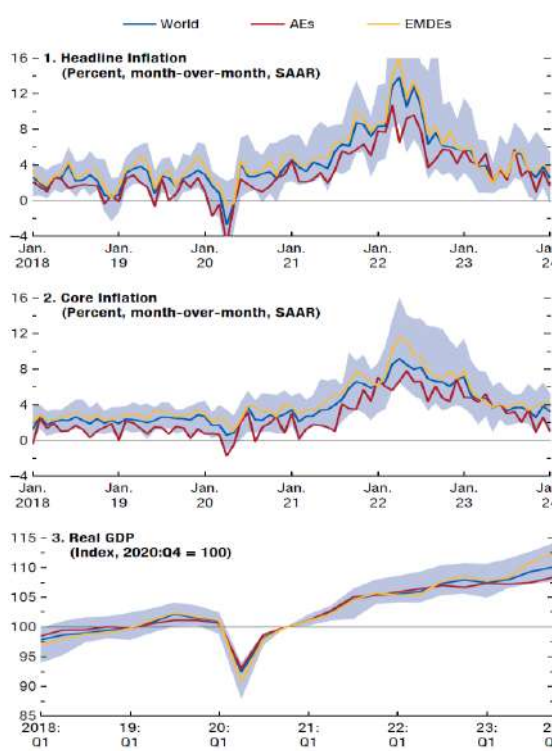 World AEs EMDEs
16 - 1. Headline Inflation
(Percent, month-over-month, SAAR)
12 -
8 -
4 -
0
-4
Jan. Jan. Jan. Jan. Jan. Jan. Jan.
2018 19 20 21 22 23 24
16 - 2. Core Inflation
(Percent, month-over-month, SAAR)
12 -
8 -
4 -
0
-4
Jan. Jan. Jan. Jan. Jan. Jan. Jan.
2018 19 20 21 22 23 24
115 - 3. Real GDP
(Index, 2020:Q4 = 100)
110 -
105 -
100
95 -
90 -
85
2018: 19: 20: 21: 22: 23:
Q1 Q1 Q1 Q1 Q1 Q1